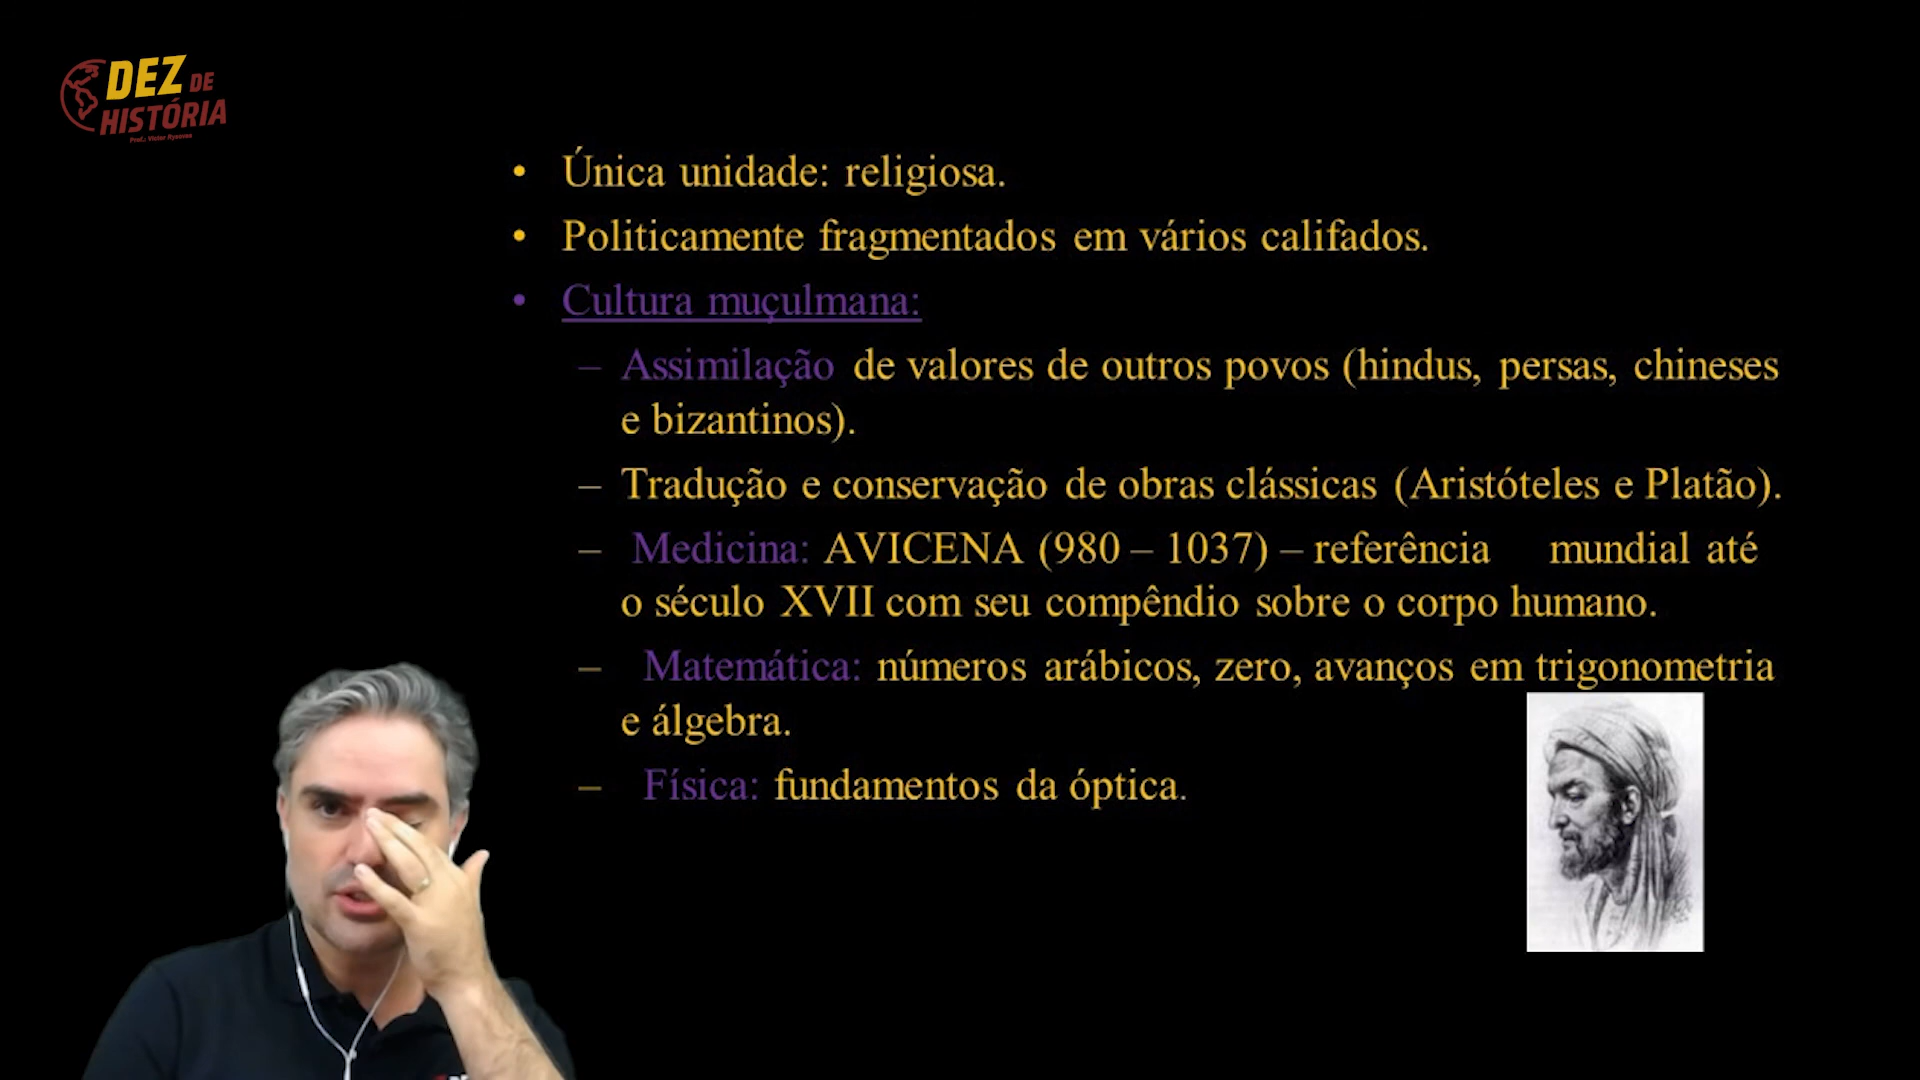 DEZ DE
HISTÓRIA
• Única unidade: religiosa.
• Politicamente fragmentados em vários califados.
• Cultura muçulmana:
– Assimilação de valores de outros povos (hindus, persas, chineses
e bizantinos).
– Tradução e conservação de obras clássicas (Aristóteles e Platão).
– Medicina: AVICENA (980 – 1037) – referência mundial até
o século XVII com seu compêndio sobre o corpo humano.
– Matemática: números arábicos, zero, avanços em trigonometria
e álgebra.
– Física: fundamentos da óptica.